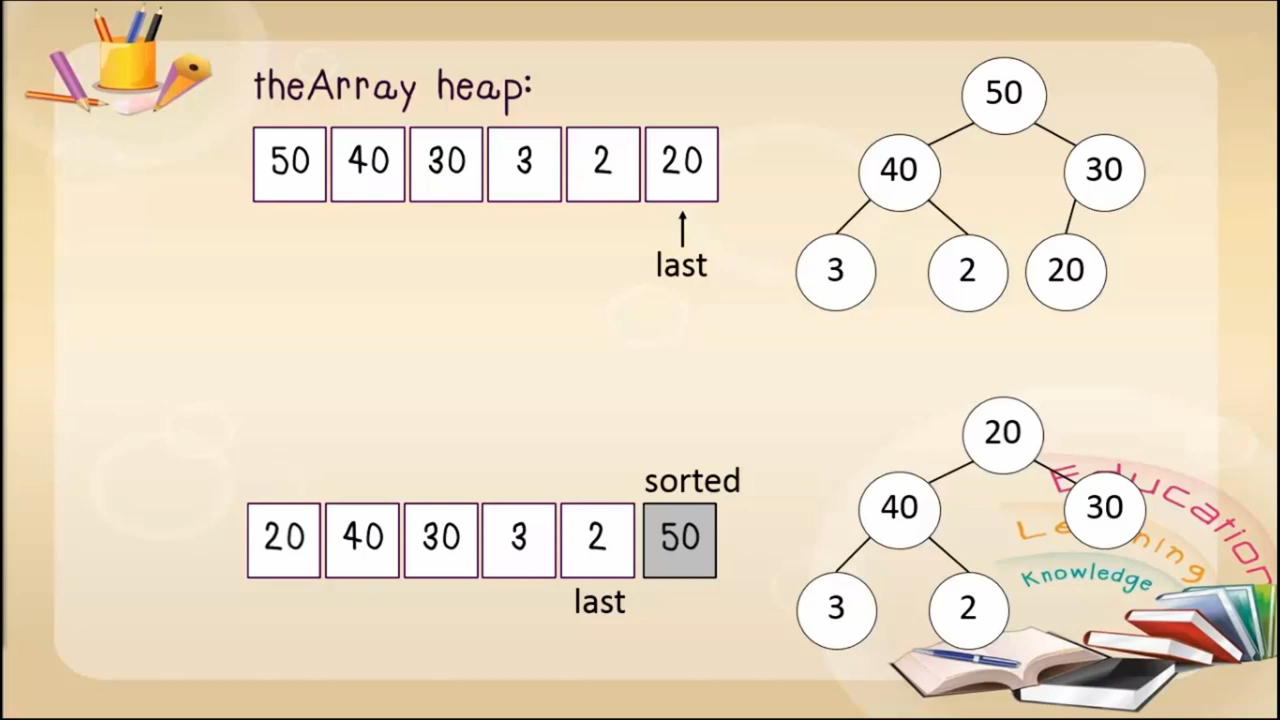 theArray heap:
50 40 30 3 2 20
last
50
40 30
3 2 20
sorted
20 40 30 3 2 50
last
20
40 30
3 2
Education
Knowledge